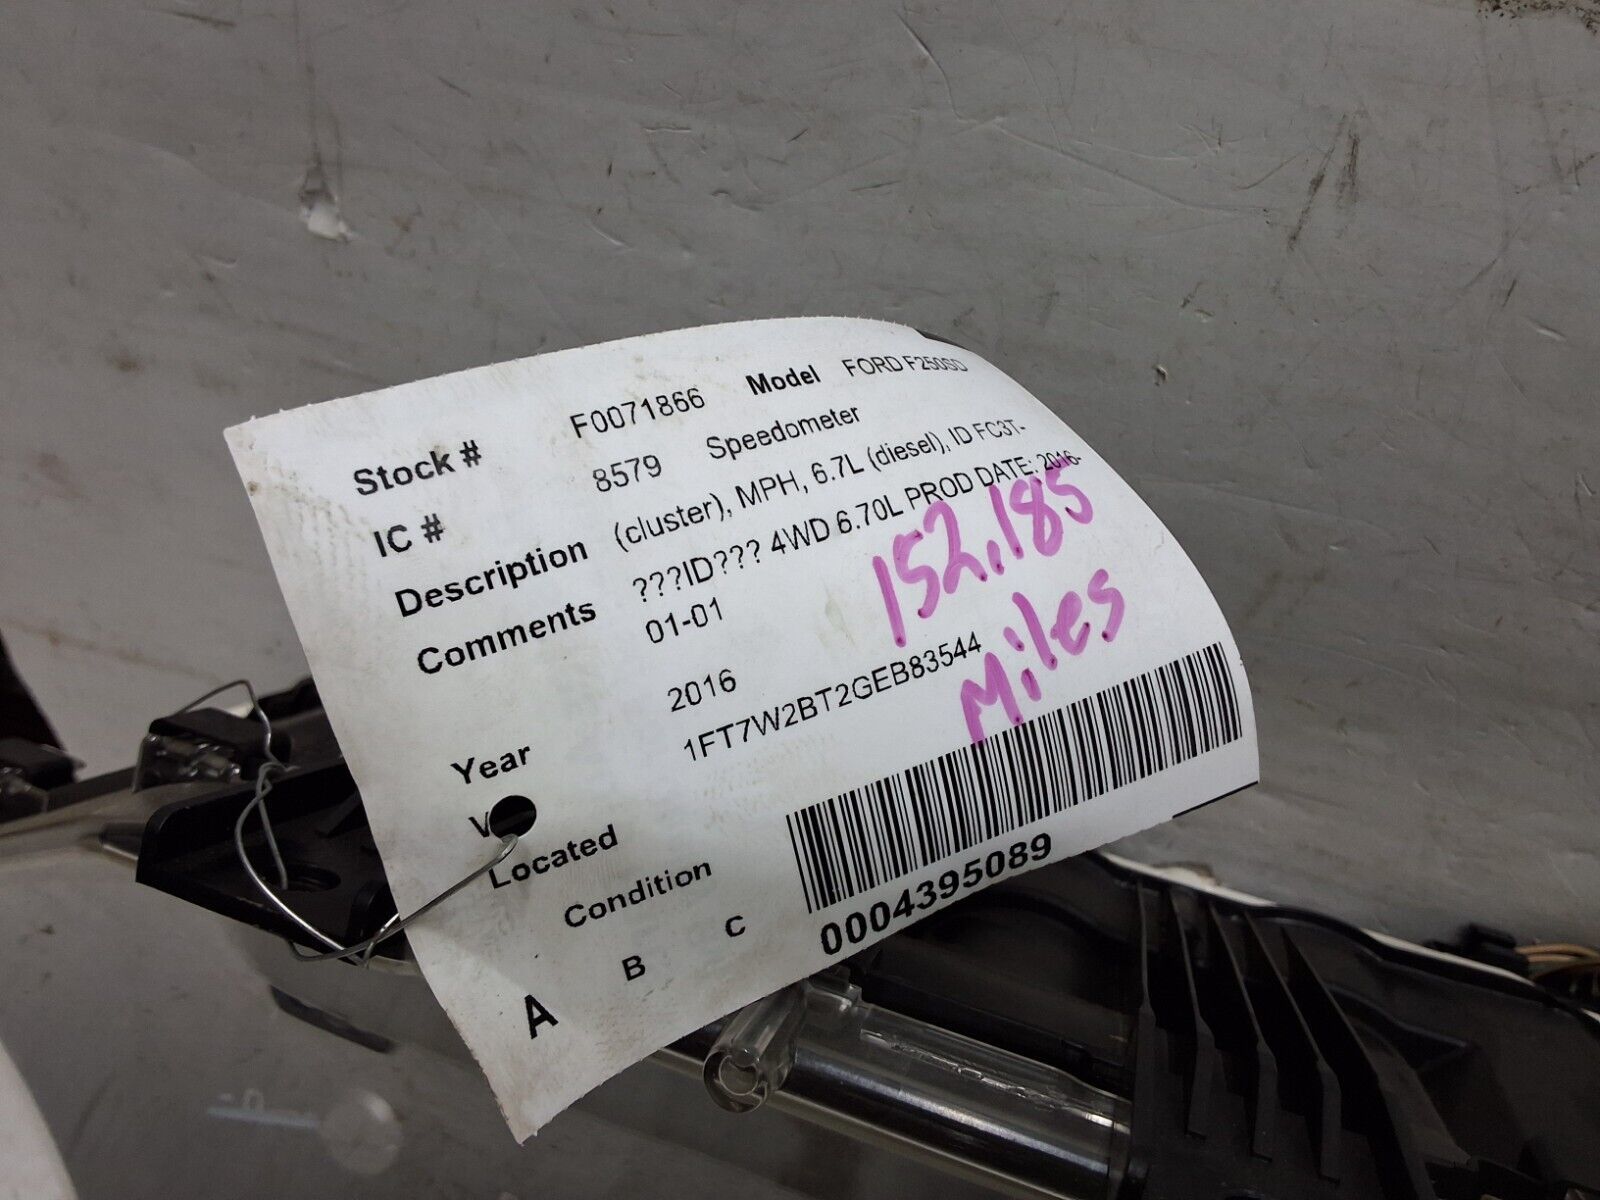 Stock # F0071866 Model FORD F250SD
IC # 8579 Speedometer
Description (cluster), MPH, 6.7L (diesel), ID FC3T-
Comments ???ID??? 4WD 6.70L PROD DATE: 2016-
01-01
152,185
Miles
Year 2016
V 1FT7W2BT2GEB83544
Located
Condition
A B C
0004395089